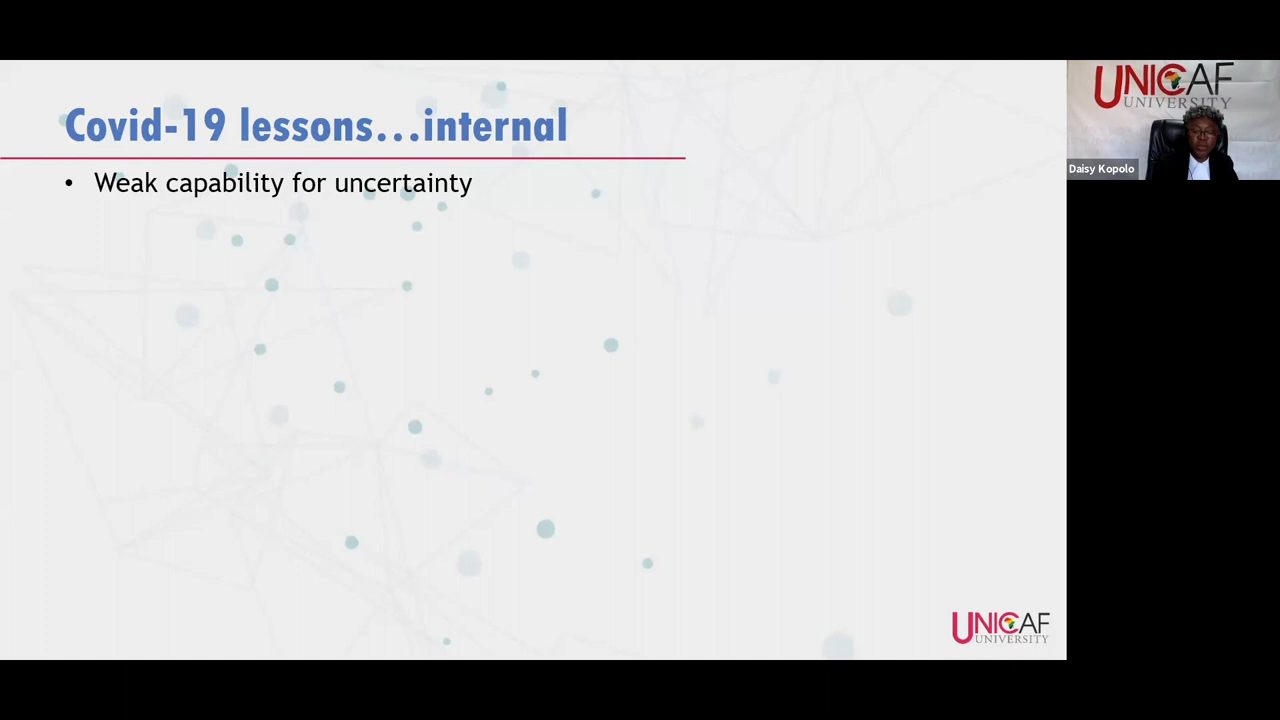 Covid-19 lessons...internal
• Weak capability for uncertainty
UNICAF
UNIVERSITY
Daisy Kopolo
UNICAF
UNIVERSITY